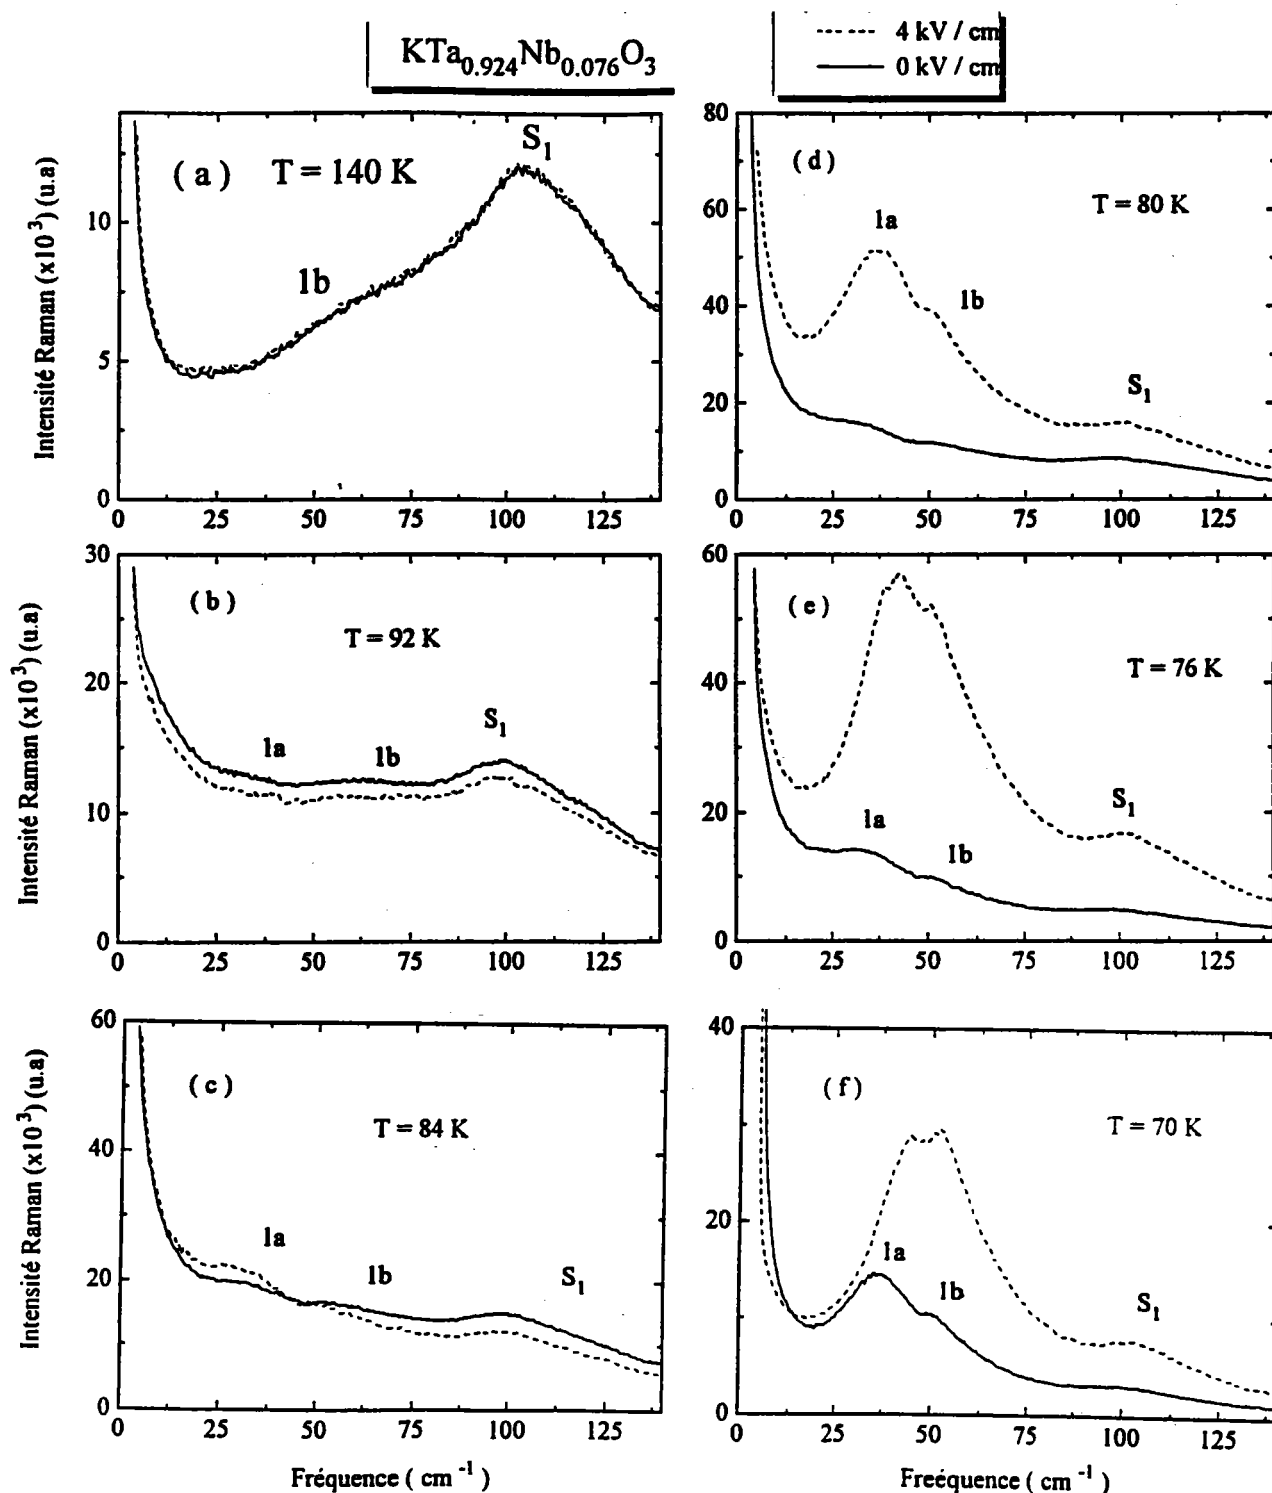 KTa0.924Nb0.076O3
4 kV / cm
0 kV / cm
Intensité Raman (x10 3) (u.a)
( a ) T = 140 K
S1
1b
10
5
0
0 25 50 75 100 125
( d )
T = 80 K
1a
1b
S1
80
60
40
20
0
0 25 50 75 100 125
Intensité Raman (x10 3) (u.a)
( b )
T = 92 K
1a
1b
S1
30
20
10
0
0 25 50 75 100 125
( e )
T = 76 K
S1
1a
1b
60
40
20
0
0 25 50 75 100 125
Intensité Raman (x10 3) (u.a)
( c )
T = 84 K
1a
1b
S1
60
40
20
0
0 25 50 75 100 125
Fréquence ( cm -1 )
( f )
T = 70 K
1a
1b
S1
40
20
0
0 25 50 75 100 125
Freéquence ( cm -1 )